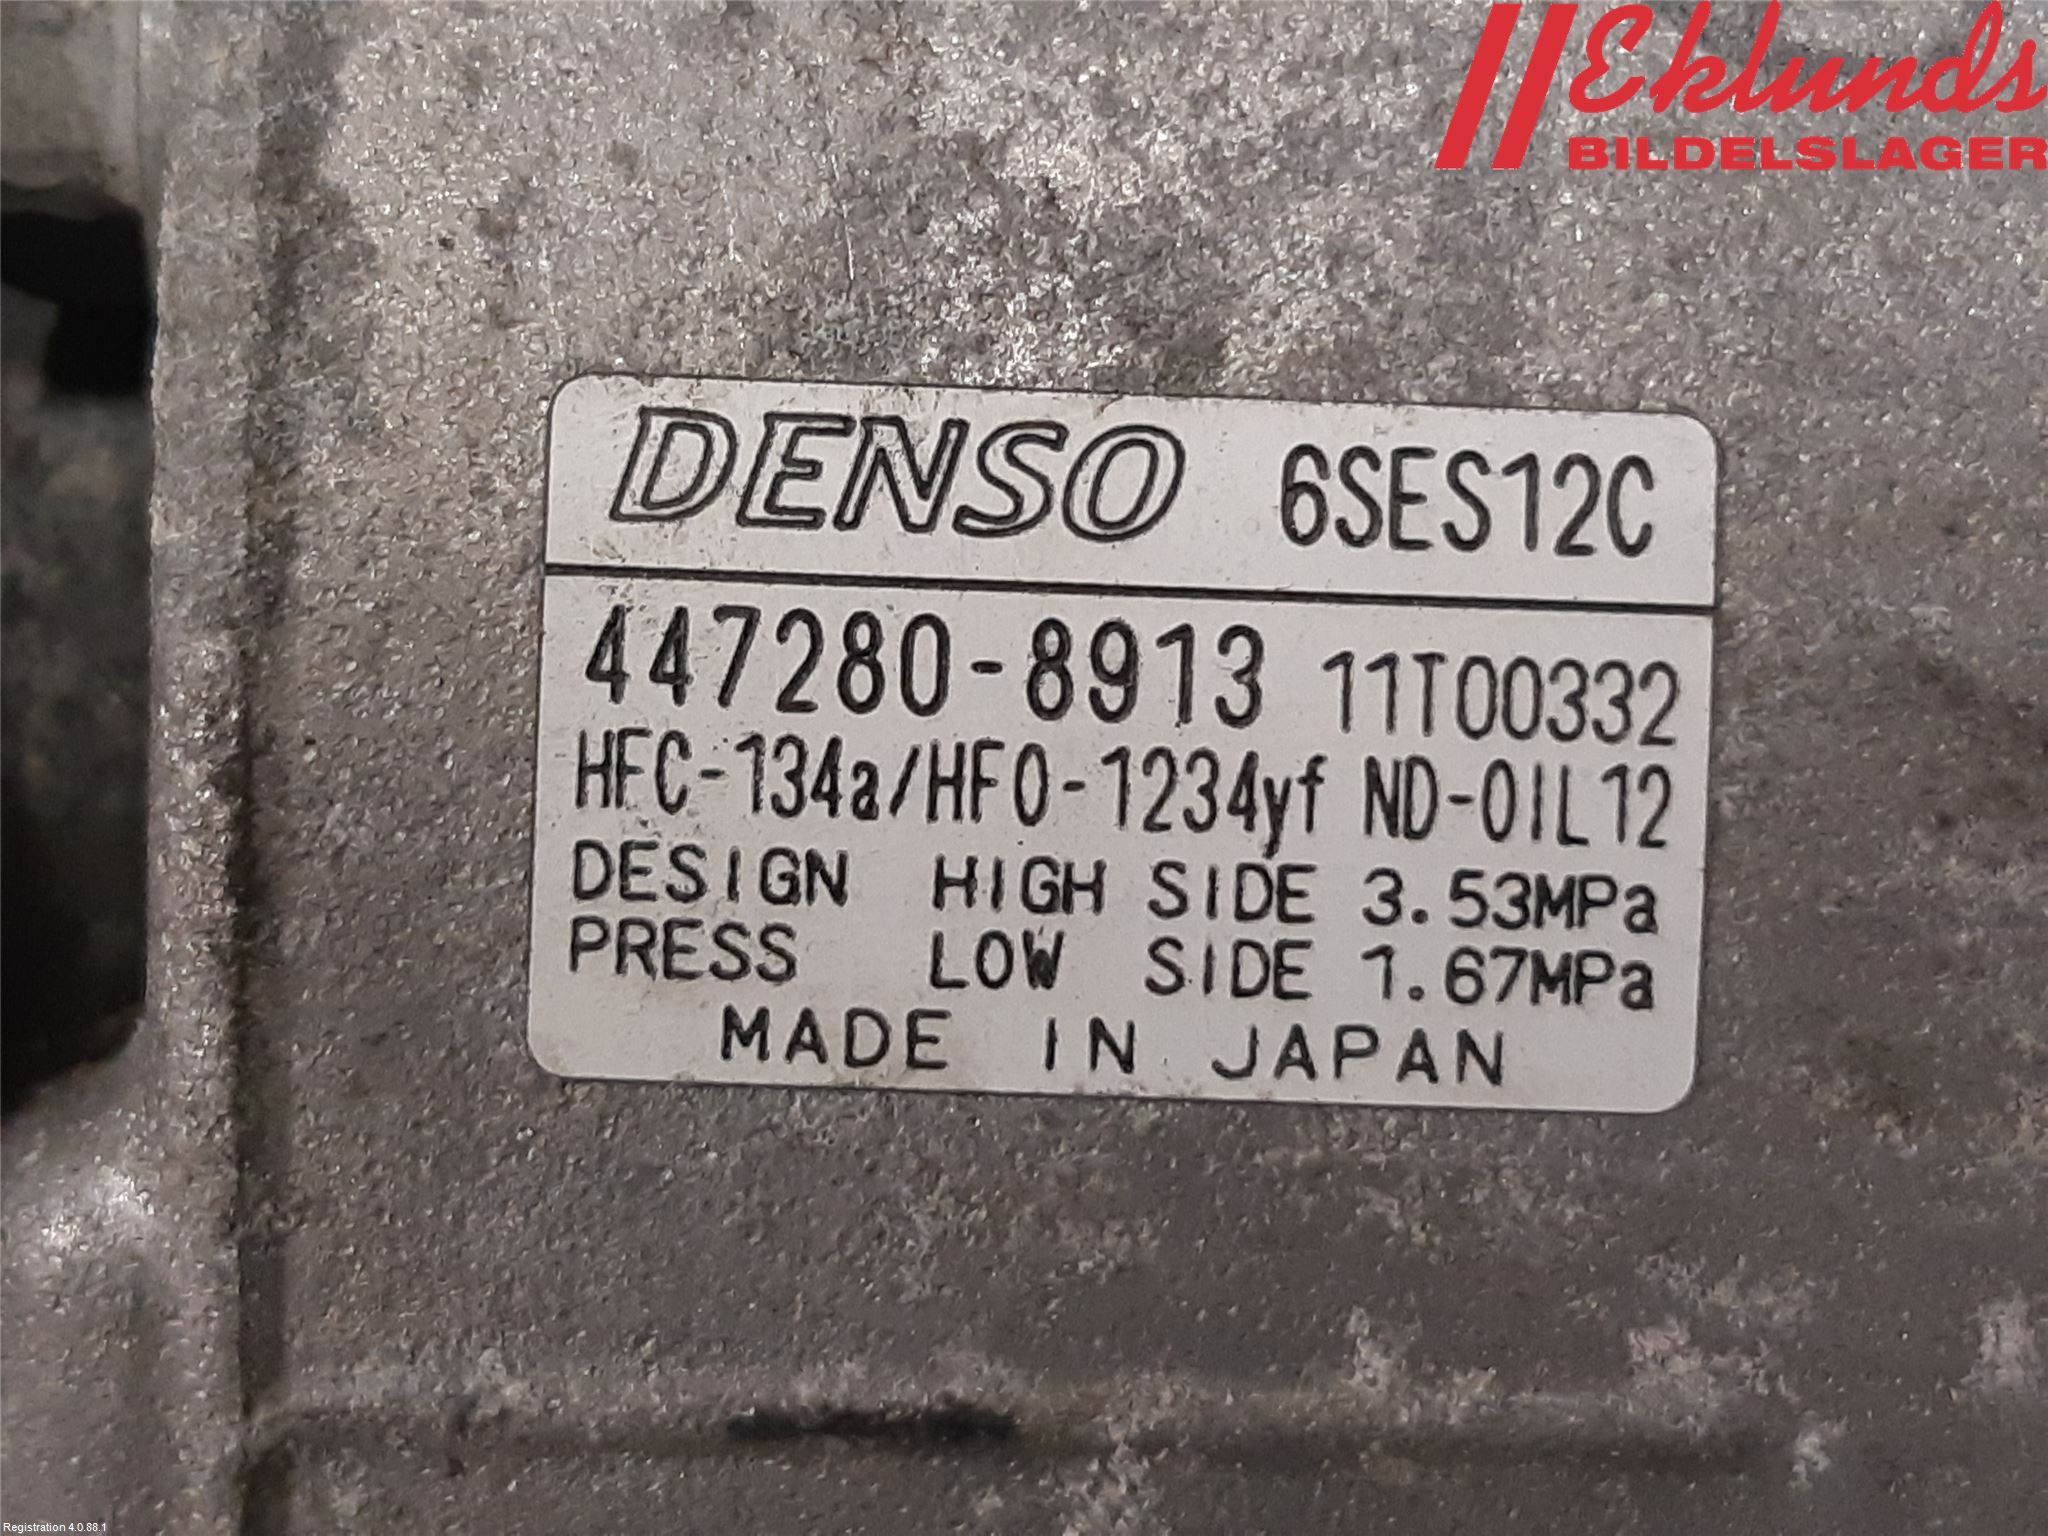 Eklunds
BILDELSLAGER
DENSO 6SES12C
447280-8913 11T00332
HFC-134a/HFO-1234yf ND-OIL12
DESIGN HIGH SIDE 3.53MPa
PRESS LOW SIDE 1.67MPa
MADE IN JAPAN
Registration 4.0.88.1